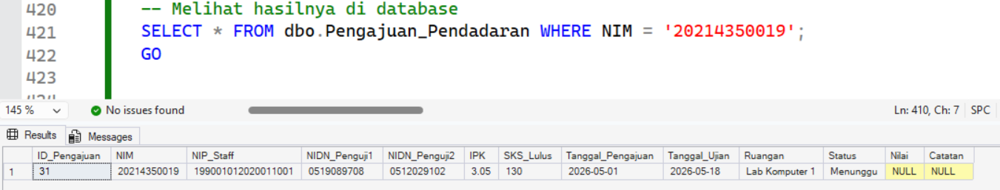 420 -- Melihat hasilnya di database
421 SELECT * FROM dbo.Pengajuan_Pendadaran WHERE NIM = '20214350019';
422 GO
423
145 % No issues found Ln: 410, Ch: 7 SPC
Results Messages
ID_Pengajuan NIM NIP_Staff NIDN_Penguji1 NIDN_Penguji2 IPK SKS_Lulus Tanggal_Pengajuan Tanggal_Ujian Ruangan Status Nilai Catatan
1 31 20214350019 199001012020011001 0519089708 0512029102 3.05 130 2026-05-01 2026-05-18 Lab Komputer 1 Menunggu NULL NULL